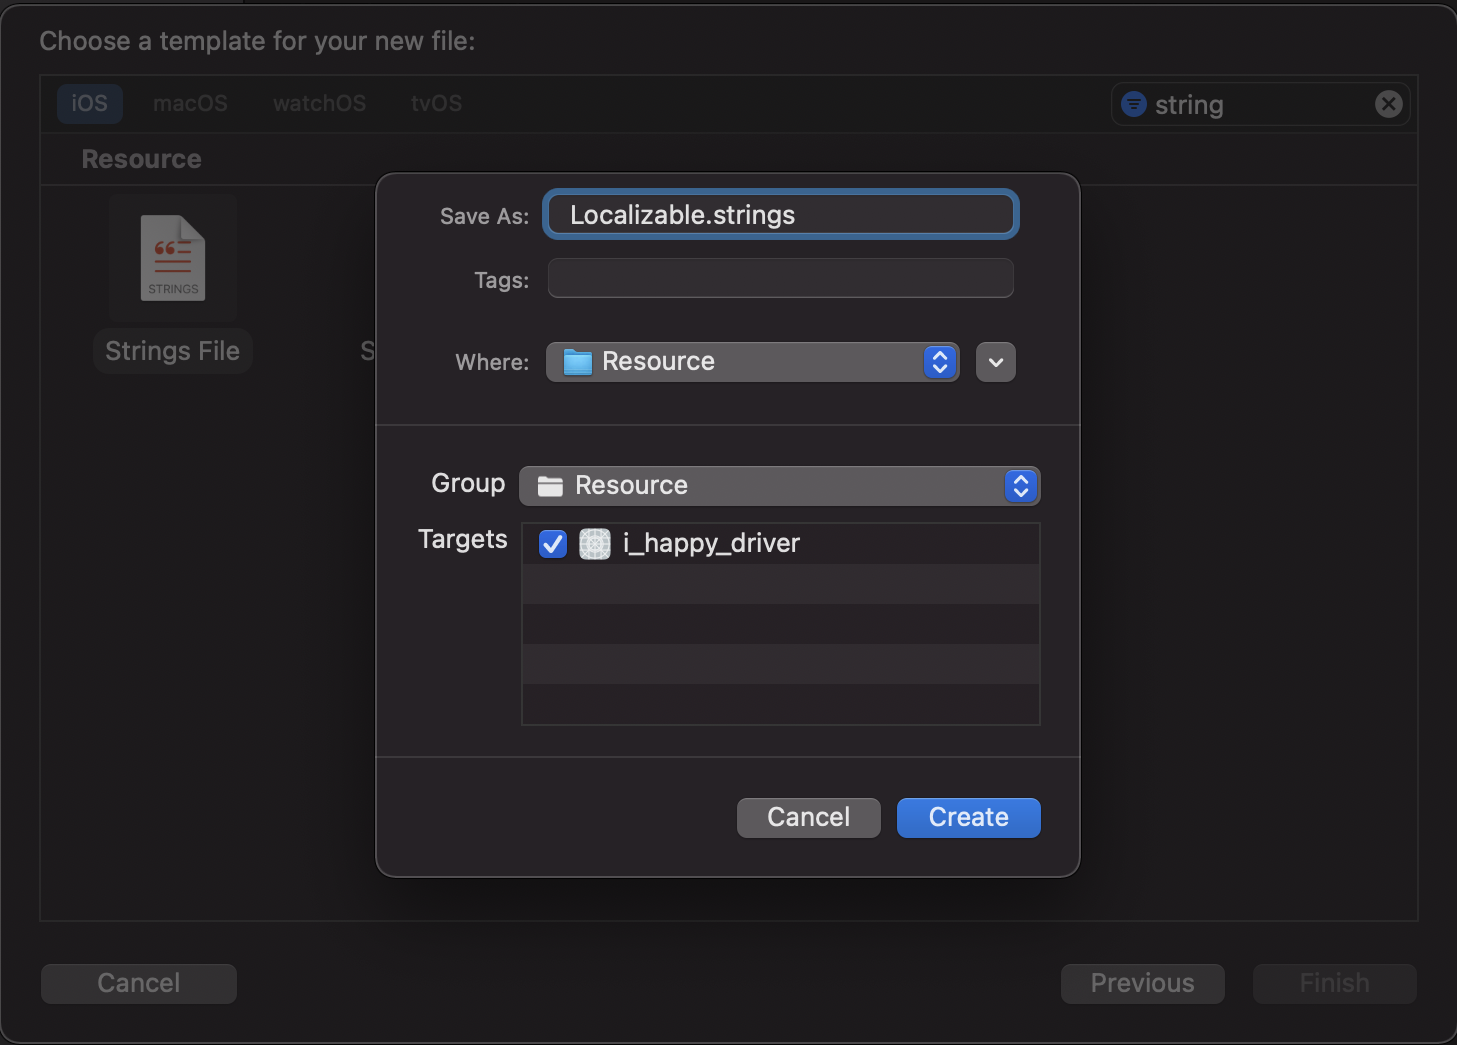 Choose a template for your new file:
iOS macOS watchOS tvOS string
Resource
STRINGS
Strings File
S
Save As: Localizable.strings
Tags:
Where: Resource
Group Resource
Targets i_happy_driver
Cancel Create
Cancel Previous Finish